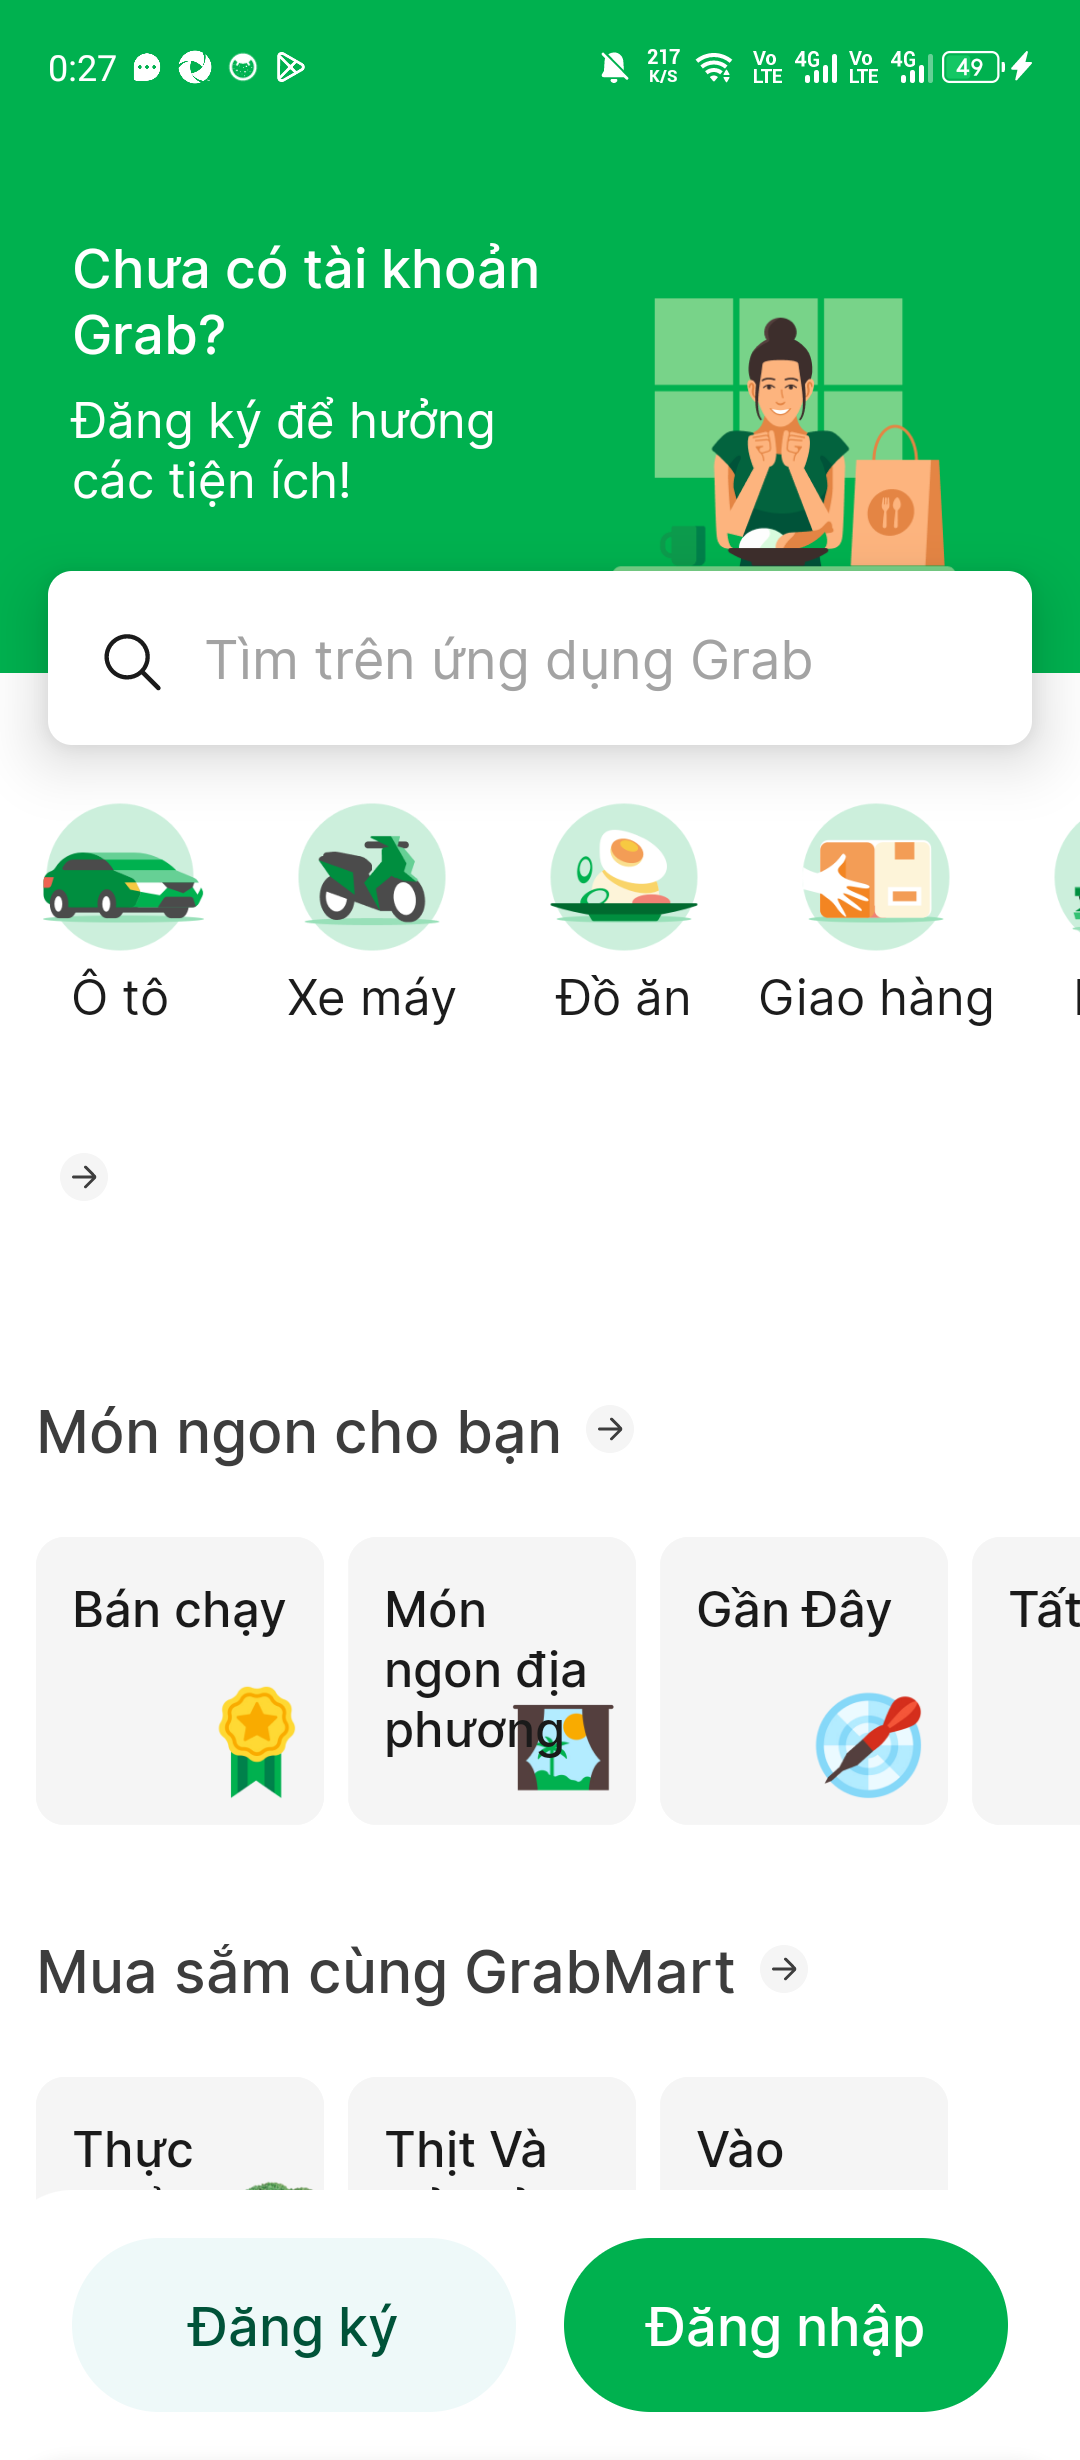 0:27
217
K/S
Vo
LTE
4G
Vo
LTE
4G
49
Chưa có tài khoản
Grab?
Đăng ký để hưởng
các tiện ích!
Tìm trên ứng dụng Grab
Ô tô
Xe máy
Đồ ăn
Giao hàng
Món ngon cho bạn
Bán chạy
Món
ngon địa
phương
Gần Đây
Tất
Mua sắm cùng GrabMart
Thực
Thịt Và
Vào
Đăng ký
Đăng nhập